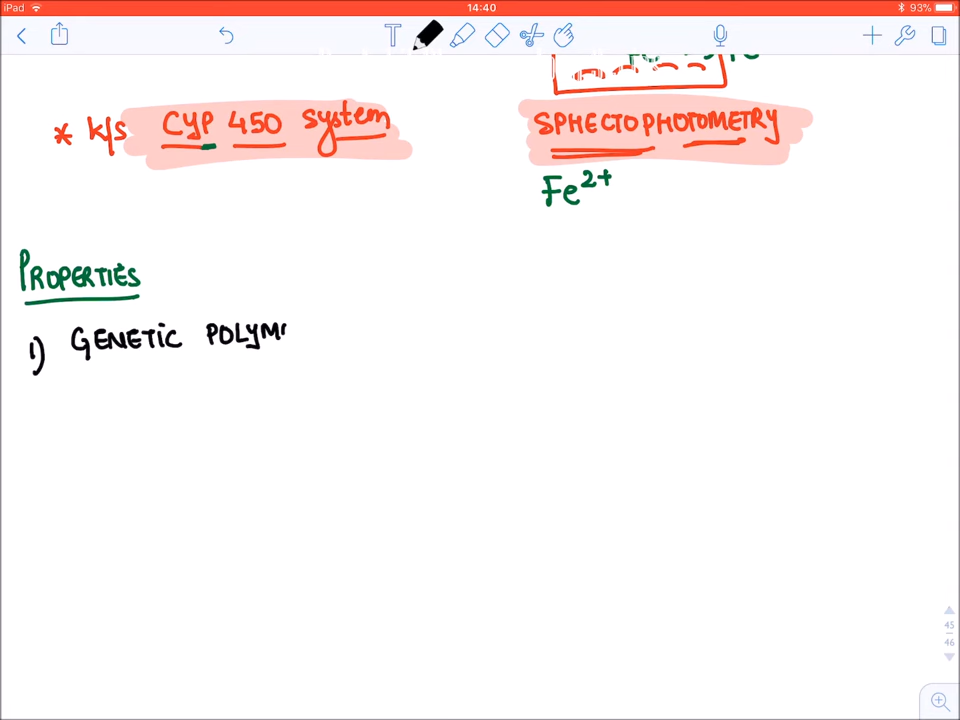 iPad 14:40 93%
T
* k/s CYP 450 system SPHECTOPHOTOMETRY
Fe2+
PROPERTIES
1) GENETIC POLYM
45
46